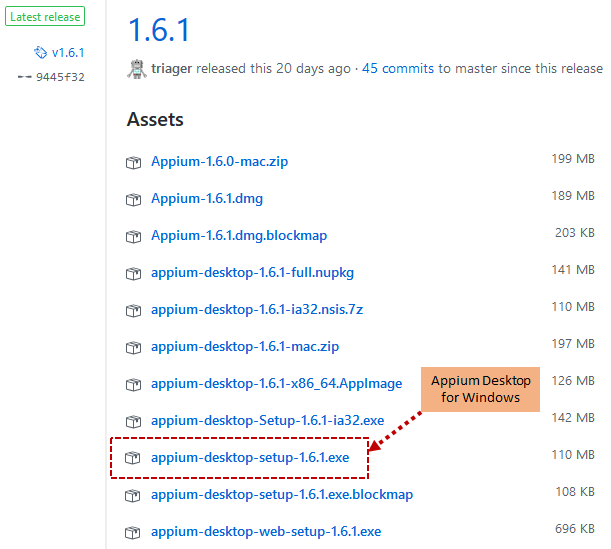 Latest release
v1.6.1
9445f32
1.6.1
triager released this 20 days ago · 45 commits to master since this release
Assets
Appium-1.6.0-mac.zip 199 MB
Appium-1.6.1.dmg 189 MB
Appium-1.6.1.dmg.blockmap 203 KB
appium-desktop-1.6.1-full.nupkg 141 MB
appium-desktop-1.6.1-ia32.nsis.7z 110 MB
appium-desktop-1.6.1-mac.zip 197 MB
appium-desktop-1.6.1-x86_64.AppImage 126 MB
Appium Desktop
for Windows
appium-desktop-Setup-1.6.1-ia32.exe 142 MB
appium-desktop-setup-1.6.1.exe 110 MB
appium-desktop-setup-1.6.1.exe.blockmap 108 KB
appium-desktop-web-setup-1.6.1.exe 696 KB